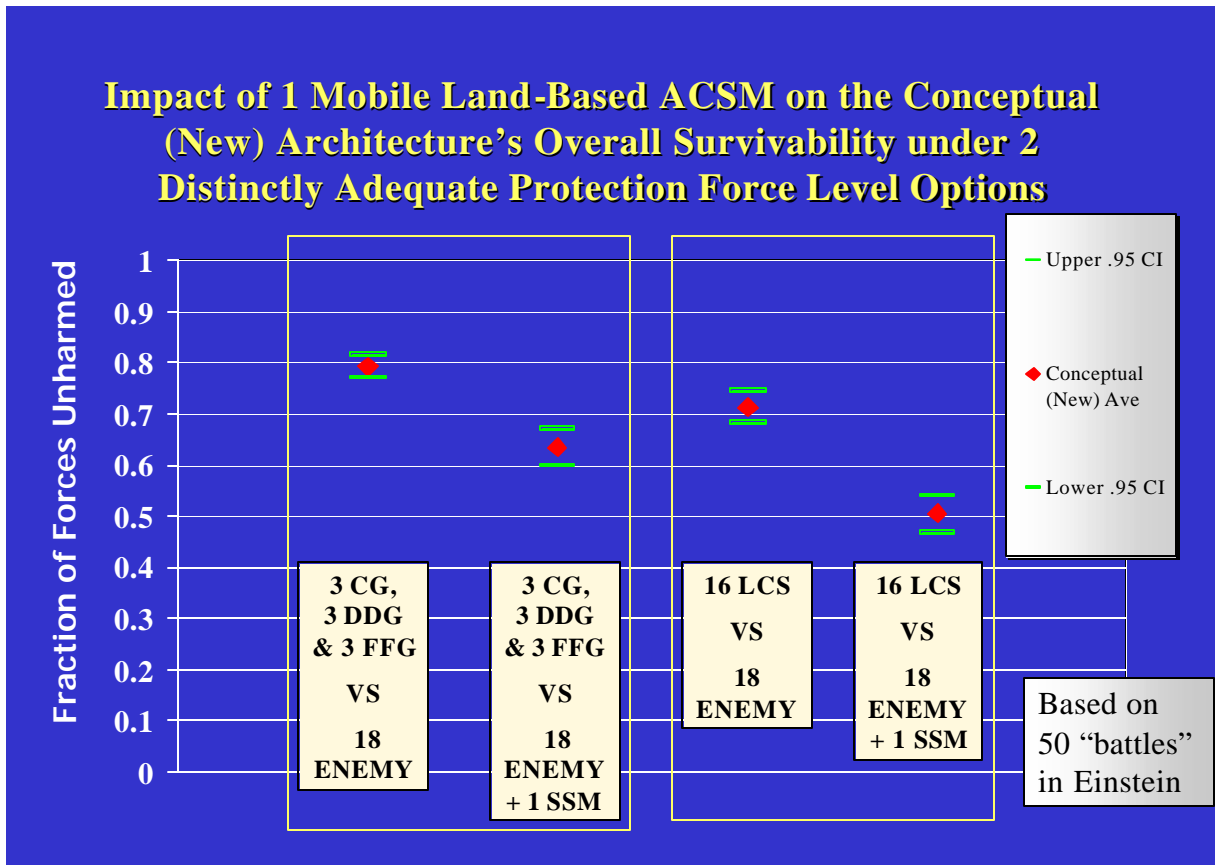 Impact of 1 Mobile Land-Based ACSM on the Conceptual
(New) Architecture's Overall Survivability under 2
Distinctly Adequate Protection Force Level Options
Fraction of Forces Unharmed
1
0.9
0.8
0.7
0.6
0.5
0.4
0.3
0.2
0.1
0
3 CG,
3 DDG
& 3 FFG
VS
18
ENEMY
3 CG,
3 DDG
& 3 FFG
VS
18
ENEMY
+ 1 SSM
16 LCS
VS
18
ENEMY
16 LCS
VS
18
ENEMY
+ 1 SSM
Upper .95 CI
Conceptual
(New) Ave
Lower .95 CI
Based on
50 “battles”
in Einstein